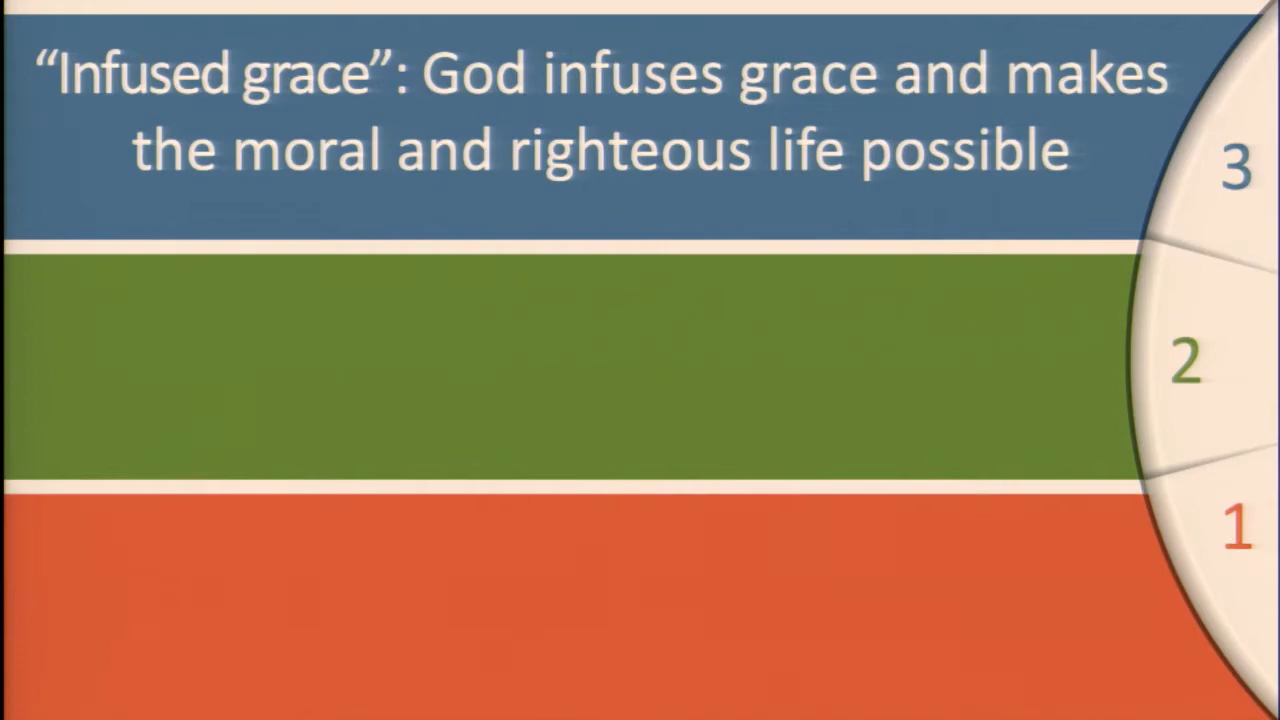 “Infused grace”: God infuses grace and makes
the moral and righteous life possible
3
2
1